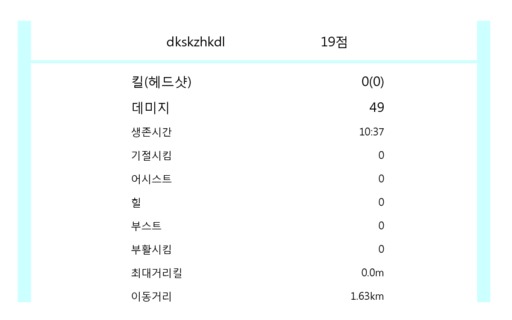 dkskzhkdl 19점
킬(헤드샷) 0(0)
데미지 49
생존시간 10:37
기절시킴 0
어시스트 0
힐 0
부스트 0
부활시킴 0
최대거리킬 0.0m
이동거리 1.63km